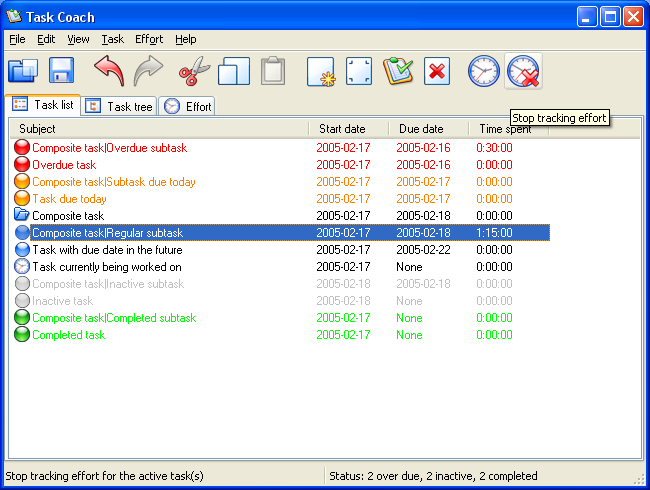 Task Coach
File Edit View Task Effort Help
Task list Task tree Effort
Stop tracking effort
Subject Start date Due date Time spent
Composite task|Overdue subtask 2005-02-17 2005-02-16 0:30:00
Overdue task 2005-02-17 2005-02-16 0:00:00
Composite task|Subtask due today 2005-02-17 2005-02-17 0:00:00
Task due today 2005-02-17 2005-02-17 0:00:00
Composite task 2005-02-17 2005-02-18 0:00:00
Composite task|Regular subtask 2005-02-17 2005-02-18 1:15:00
Task with due date in the future 2005-02-17 2005-02-22 0:00:00
Task currently being worked on 2005-02-17 None 0:00:00
Composite task|Inactive subtask 2005-02-18 2005-02-18 0:00:00
Inactive task 2005-02-18 None 0:00:00
Composite task|Completed subtask 2005-02-17 None 0:00:00
Completed task 2005-02-17 None 0:00:00
Stop tracking effort for the active task(s) Status: 2 over due, 2 inactive, 2 completed